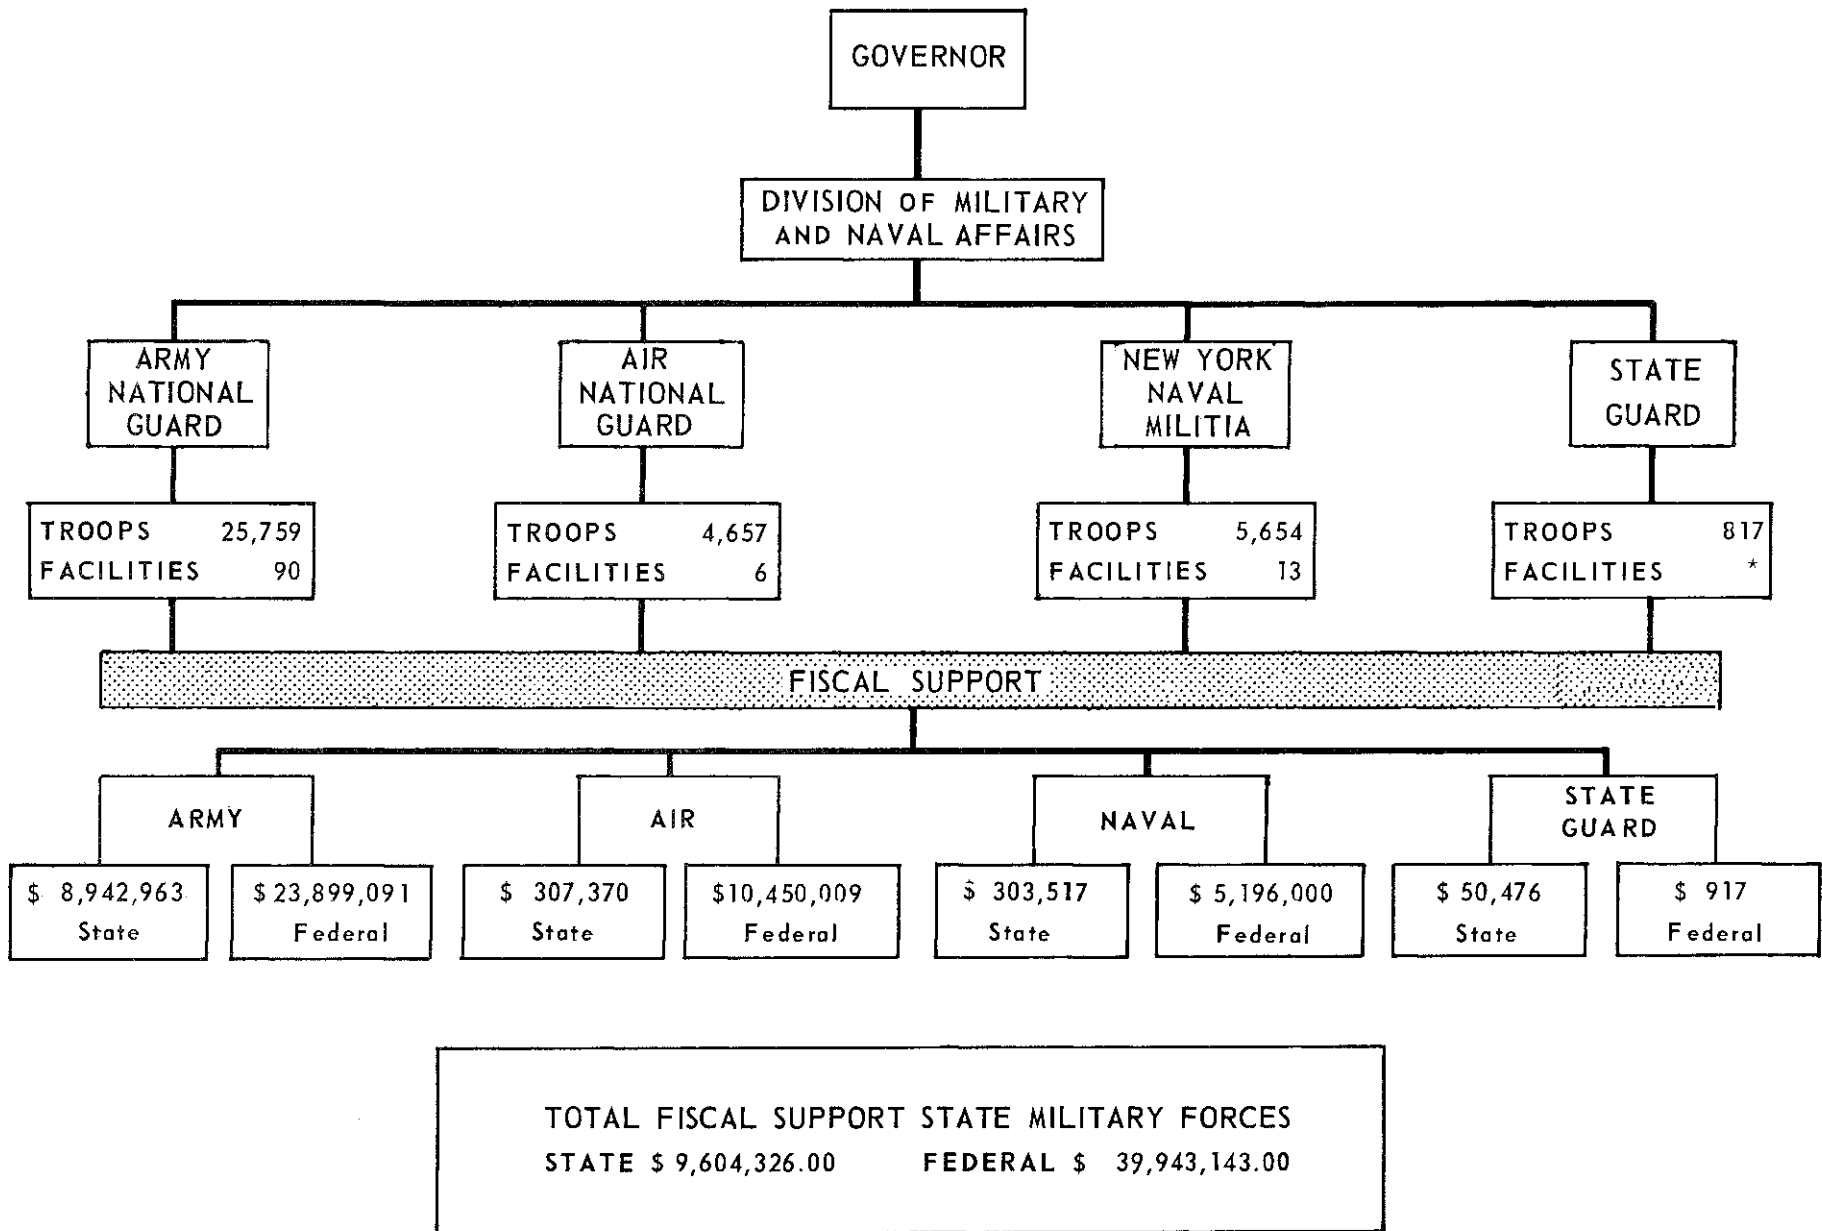 GOVERNOR
DIVISION OF MILITARY
AND NAVAL AFFAIRS
ARMY
NATIONAL
GUARD
AIR
NATIONAL
GUARD
NEW YORK
NAVAL
MILITIA
STATE
GUARD
TROOPS 25,759
FACILITIES 90
TROOPS 4,657
FACILITIES 6
TROOPS 5,654
FACILITIES 13
TROOPS 817
FACILITIES *
FISCAL SUPPORT
ARMY
AIR
NAVAL
STATE
GUARD
$ 8,942,963
State
$ 23,899,091
Federal
$ 307,370
State
$10,450,009
Federal
$ 303,517
State
$ 5,196,000
Federal
$ 50,476
State
$ 917
Federal
TOTAL FISCAL SUPPORT STATE MILITARY FORCES
STATE $ 9,604,326.00 FEDERAL $ 39,943,143.00